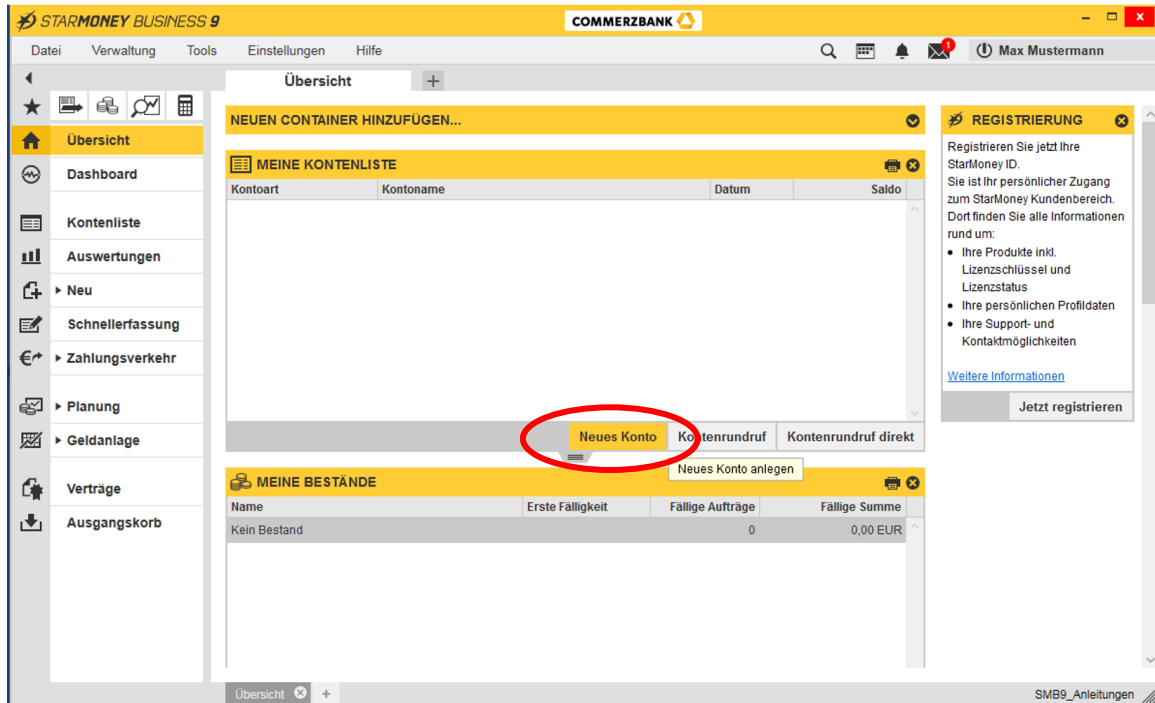 STARMONEY BUSINESS 9
COMMERZBANK
Datei Verwaltung Tools Einstellungen Hilfe
1
Max Mustermann
Übersicht +
Übersicht
Dashboard
Kontenliste
Auswertungen
Neu
Schnellerfassung
Zahlungsverkehr
Planung
Geldanlage
Verträge
Ausgangskorb
NEUEN CONTAINER HINZUFÜGEN...
MEINE KONTENLISTE
Kontoart Kontoname Datum Saldo
Neues Konto Kontenrundruf Kontenrundruf direkt
Neues Konto anlegen
MEINE BESTÄNDE
Name Erste Fälligkeit Fällige Aufträge Fällige Summe
Kein Bestand 0 0,00 EUR
REGISTRIERUNG
Registrieren Sie jetzt Ihre
StarMoney ID.
Sie ist Ihr persönlicher Zugang
zum StarMoney Kundenbereich.
Dort finden Sie alle Informationen
rund um:
• Ihre Produkte inkl.
Lizenzschlüssel und
Lizenzstatus
• Ihre persönlichen Profildaten
• Ihre Support- und
Kontaktmöglichkeiten
Weitere Informationen
Jetzt registrieren
Übersicht +
SMB9_Anleitungen